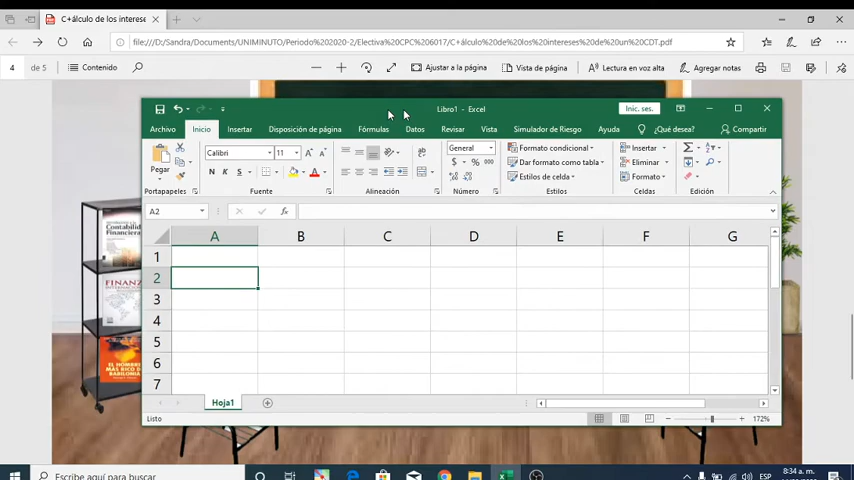 C+álculo de los interese
file:///D:/Sandra/Documents/UNIMINUTO/Periodo%202020-2/Electiva%20CPC%206017/C+álculo%20de%20los%20intereses%20de%20un%20CDT.pdf
4 de 5 Contenido Ajustar a la página Vista de página Lectura en voz alta Agregar notas
Libro1 - Excel Inic. ses.
Archivo Inicio Insertar Disposición de página Fórmulas Datos Revisar Vista Simulador de Riesgo Ayuda ¿Qué desea? Compartir
Pegar
Calibri 11
General
Formato condicional
Dar formato como tabla
Estilos de celda
Insertar
Eliminar
Formato
N K S
$ % 000
Portapapeles Fuente Alineación Número Estilos Celdas Edición
A2 fx
A B C D E F G
1
2
3
4
5
6
7
Hoja1
Listo 172%
Contabilidad
Financiera
FINANZ
EL HOMBRE
MÁS RICO DE
BABILONIA
Escribe aquí para buscar
ESP
8:34 a. m.